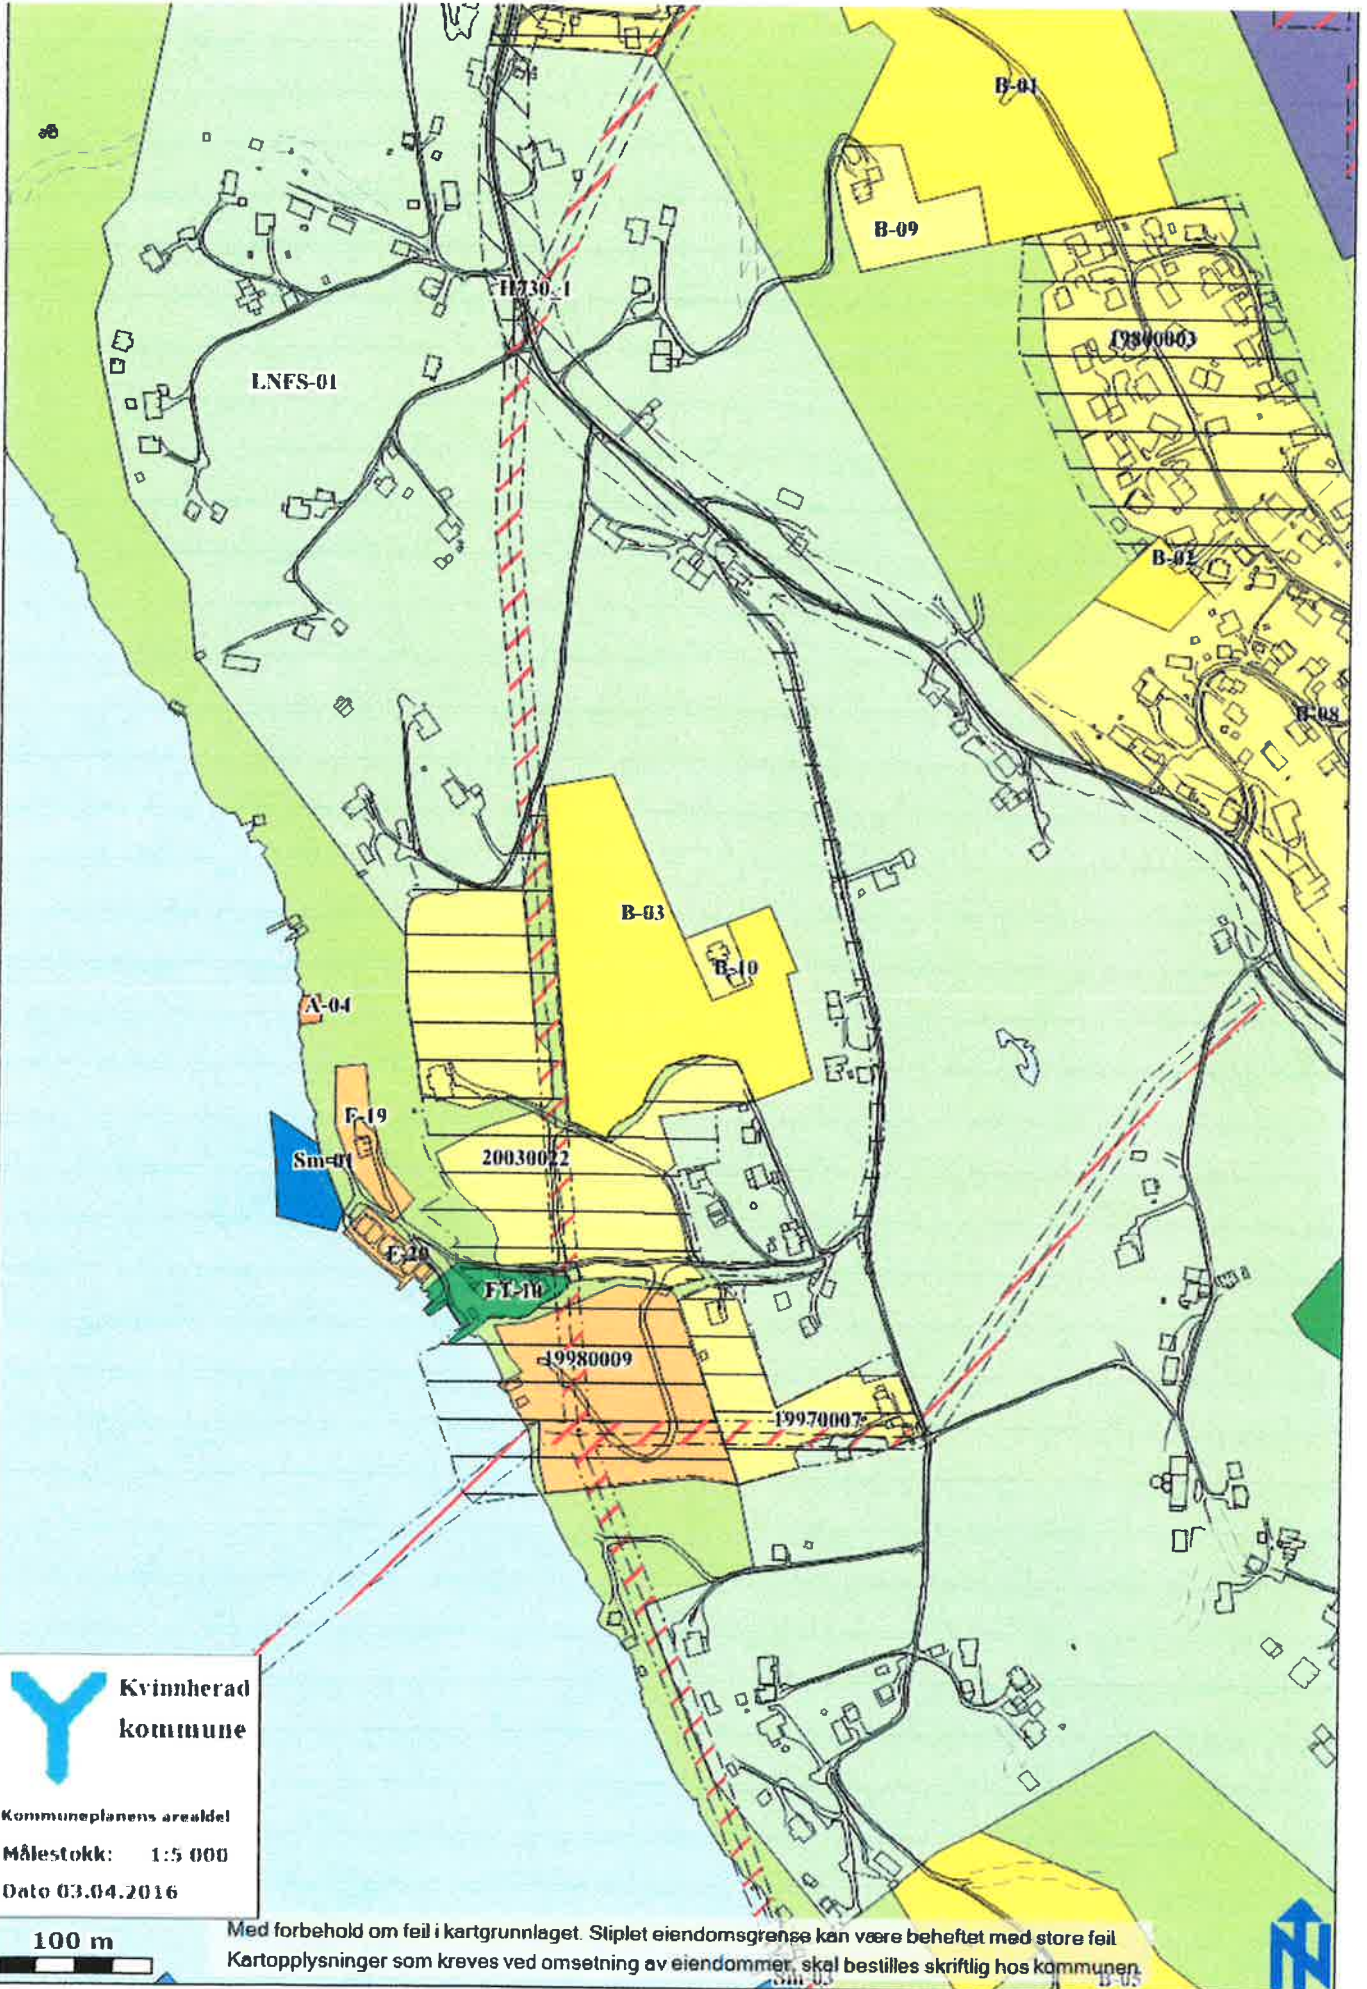 B-01
B-09
H730_1
19800003
LNFS-01
B-02
B-08
B-03
B-10
A-04
F-19
Sm-01
20030022
F-20
FT-10
19980009
19970007
Kvinnherad
kommune
Kommuneplanens arealdel
Målestokk: 1:5 000
Dato 03.04.2016
100 m
Med forbehold om feil i kartgrunnlaget. Stiplet eiendomsgrense kan være beheftet med store feil
Kartopplysninger som kreves ved omsetning av eiendommer, skal bestilles skriftlig hos kommunen.
Sm-03
B-05
N